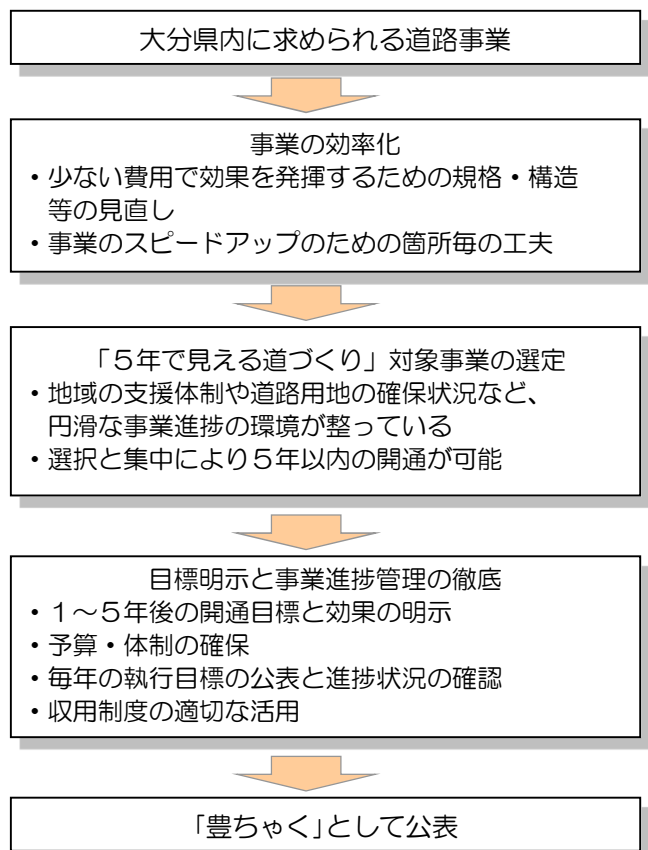 大分県内に求められる道路事業
事業の効率化
・少ない費用で効果を発揮するための規格・構造
等の見直し
・事業のスピードアップのための箇所毎の工夫
「５年で見える道づくり」対象事業の選定
・地域の支援体制や道路用地の確保状況など、
円滑な事業進捗の環境が整っている
・選択と集中により５年以内の開通が可能
目標明示と事業進捗管理の徹底
・１～５年後の開通目標と効果の明示
・予算・体制の確保
・毎年の執行目標の公表と進捗状況の確認
・収用制度の適切な活用
「豊ちゃく」として公表